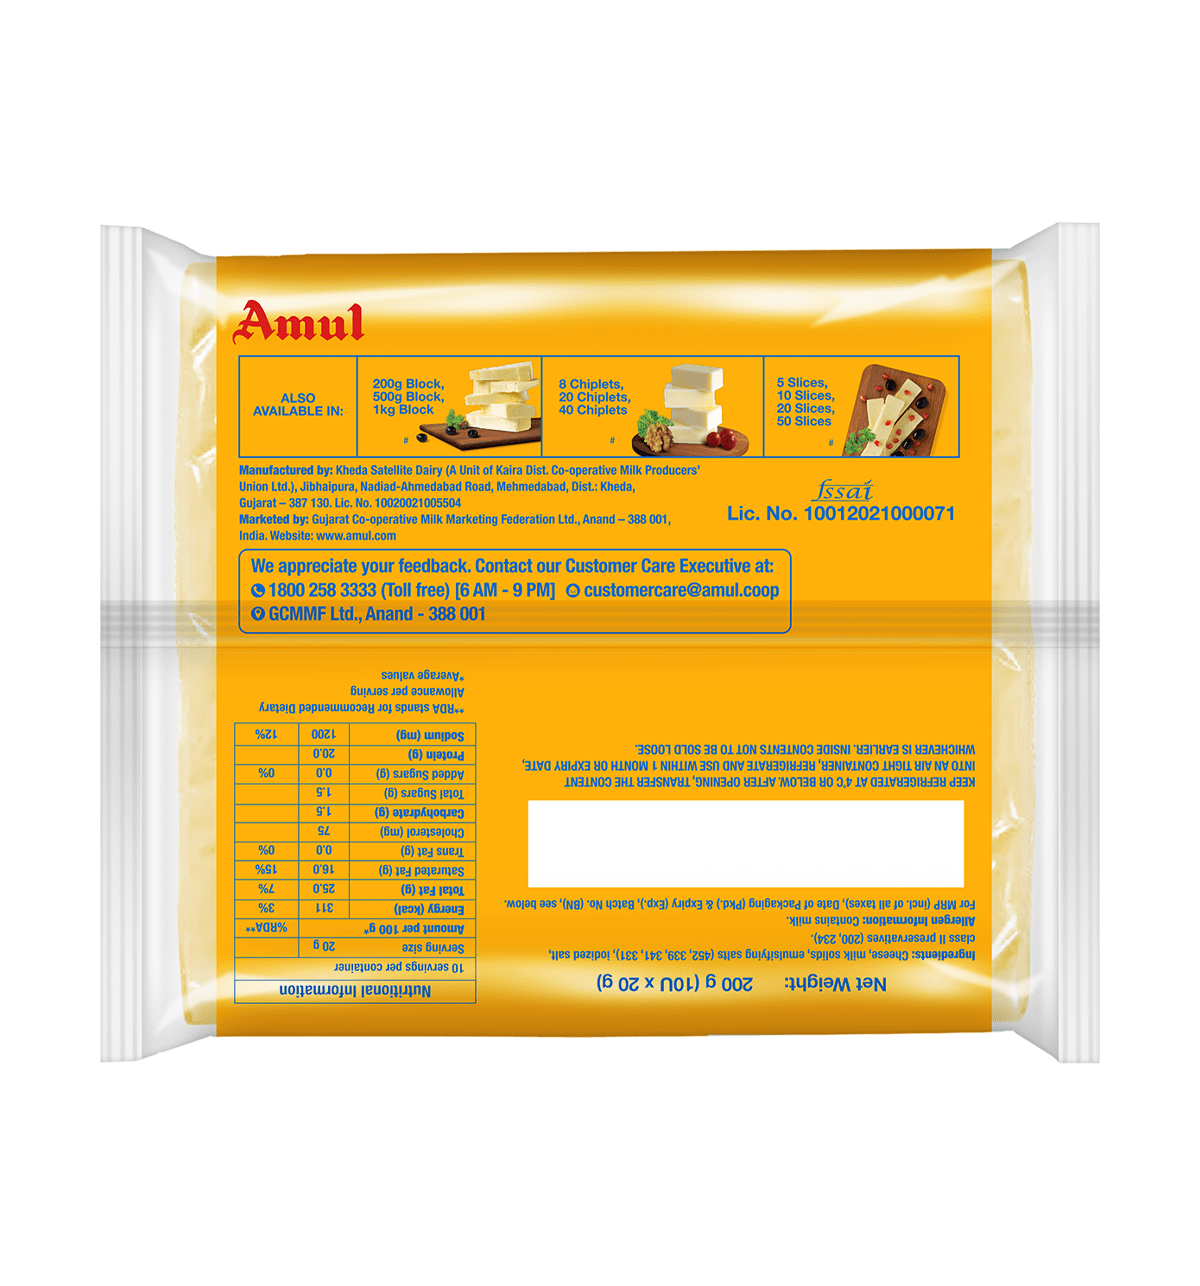 Amul
ALSO
AVAILABLE IN:
200g Block,
500g Block,
1kg Block
#
8 Chiplets,
20 Chiplets,
40 Chiplets
#
5 Slices,
10 Slices,
20 Slices,
50 Slices
#
Manufactured by: Kheda Satellite Dairy (A Unit of Kaira Dist. Co-operative Milk Producers'
Union Ltd.), Jibhaipura, Nadiad-Ahmedabad Road, Mehmedabad, Dist.: Kheda,
Gujarat – 387 130. Lic. No. 10020021005504
Marketed by: Gujarat Co-operative Milk Marketing Federation Ltd., Anand – 388 001,
India. Website: www.amul.com
fssai
Lic. No. 10012021000071
We appreciate your feedback. Contact our Customer Care Executive at:
1800 258 3333 (Toll free) [6 AM - 9 PM] customercare@amul.coop
GCMMF Ltd., Anand - 388 001
Net Weight: 200 g (10U x 20 g)
Ingredients: Cheese, milk solids, emulsifying salts (452, 339, 341, 331), iodized salt,
class II preservatives (200, 234).
Allergen Information: Contains milk.
For MRP (incl. of all taxes), Date of Packaging (Pkd.) & Expiry (Exp.), Batch No. (BN), see below.
KEEP REFRIGERATED AT 4°C OR BELOW. AFTER OPENING, TRANSFER THE CONTENT
INTO AN AIR TIGHT CONTAINER, REFRIGERATE AND USE WITHIN 1 MONTH OR EXPIRY DATE,
WHICHEVER IS EARLIER. INSIDE CONTENTS NOT TO BE SOLD LOOSE.
Nutritional Information
10 servings per container
Serving size 20 g
Amount per 100 g* %RDA**
Energy (kcal) 311 3%
Total Fat (g) 25.0 7%
Saturated Fat (g) 16.0 15%
Trans Fat (g) 0.0 0%
Cholesterol (mg) 75
Carbohydrate (g) 1.5
Total Sugars (g) 1.5
Added Sugars (g) 0.0 0%
Protein (g) 20.0
Sodium (mg) 1200 12%
**RDA stands for Recommended Dietary
Allowance per serving
*Average values